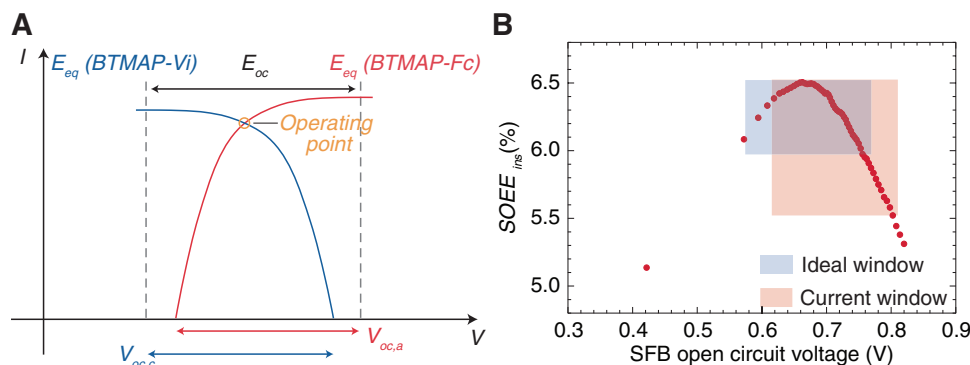 A
I
E_eq (BTMAP-Vi)
E_oc
E_eq (BTMAP-Fc)
Operating
point
V
V_oc,a
V_oc,c
B
SOEE_ins(%)
6.5
6.0
5.5
5.0
Ideal window
Current window
0.3 0.4 0.5 0.6 0.7 0.8 0.9
SFB open circuit voltage (V)